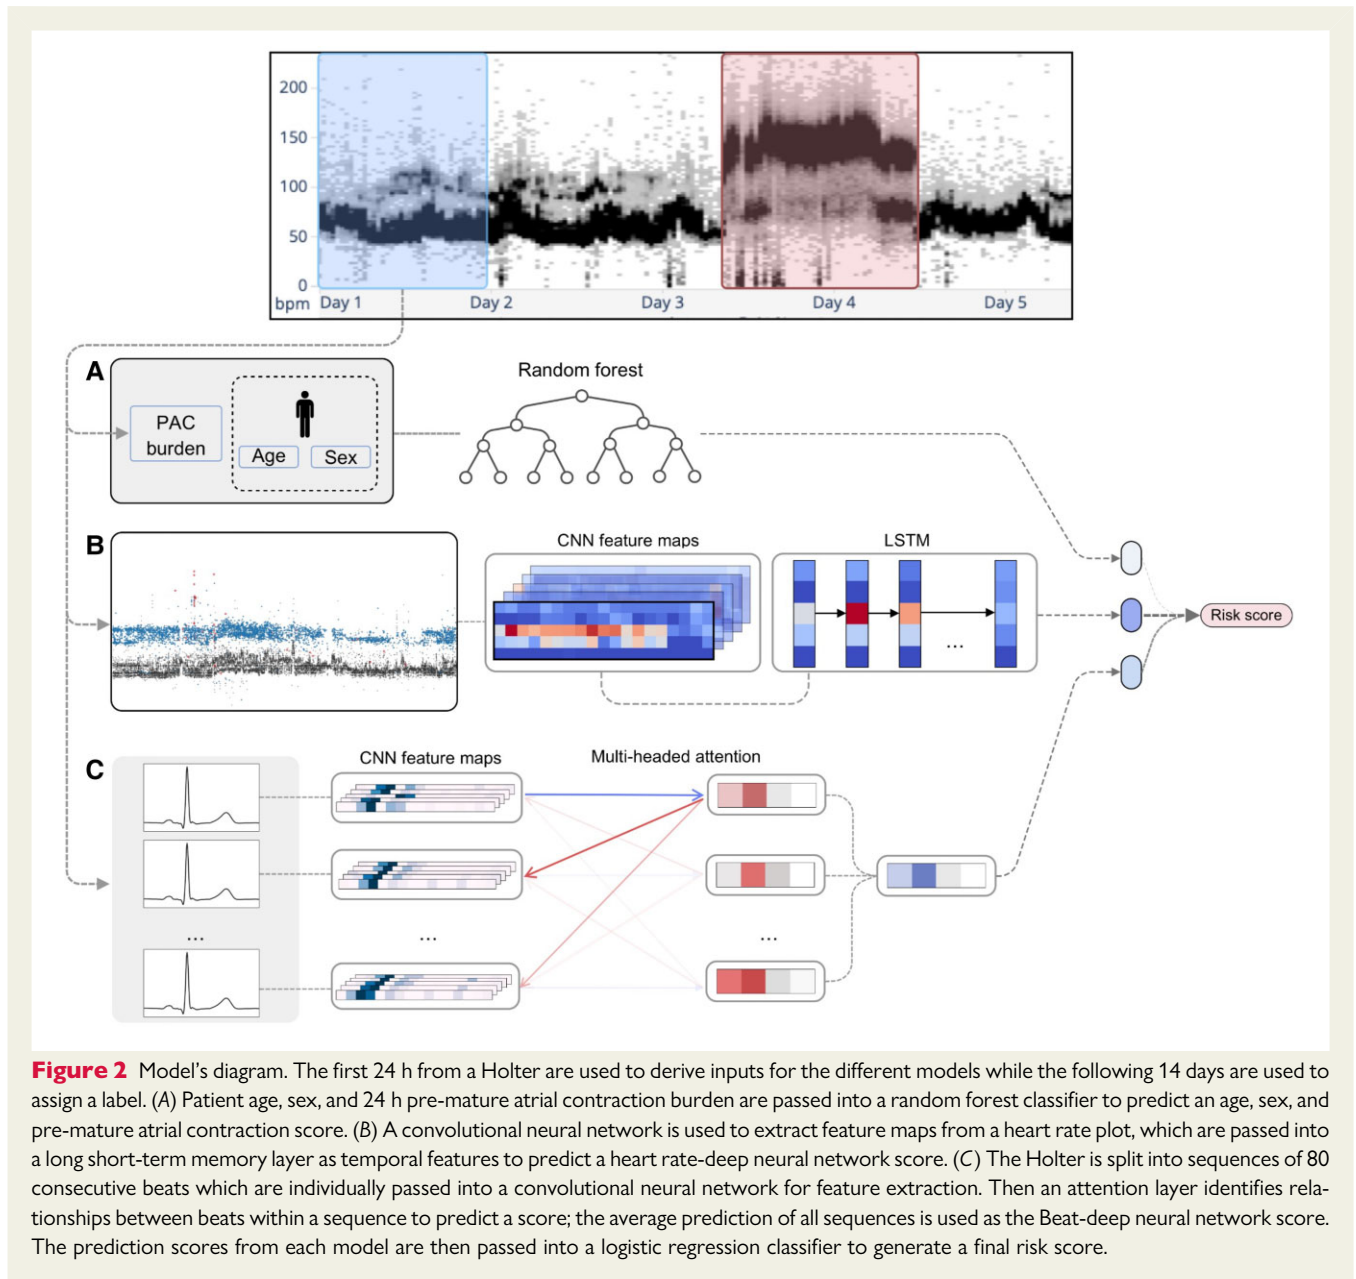 200
150
100
50
0
bpm Day 1 Day 2 Day 3 Day 4 Day 5
A
Random forest
PAC
burden
Age Sex
B
CNN feature maps LSTM
...
Risk score
C
CNN feature maps Multi-headed attention
... ... ...
Figure 2 Model's diagram. The first 24 h from a Holter are used to derive inputs for the different models while the following 14 days are used to
assign a label. (A) Patient age, sex, and 24 h pre-mature atrial contraction burden are passed into a random forest classifier to predict an age, sex, and
pre-mature atrial contraction score. (B) A convolutional neural network is used to extract feature maps from a heart rate plot, which are passed into
a long short-term memory layer as temporal features to predict a heart rate-deep neural network score. (C) The Holter is split into sequences of 80
consecutive beats which are individually passed into a convolutional neural network for feature extraction. Then an attention layer identifies rela-
tionships between beats within a sequence to predict a score; the average prediction of all sequences is used as the Beat-deep neural network score.
The prediction scores from each model are then passed into a logistic regression classifier to generate a final risk score.